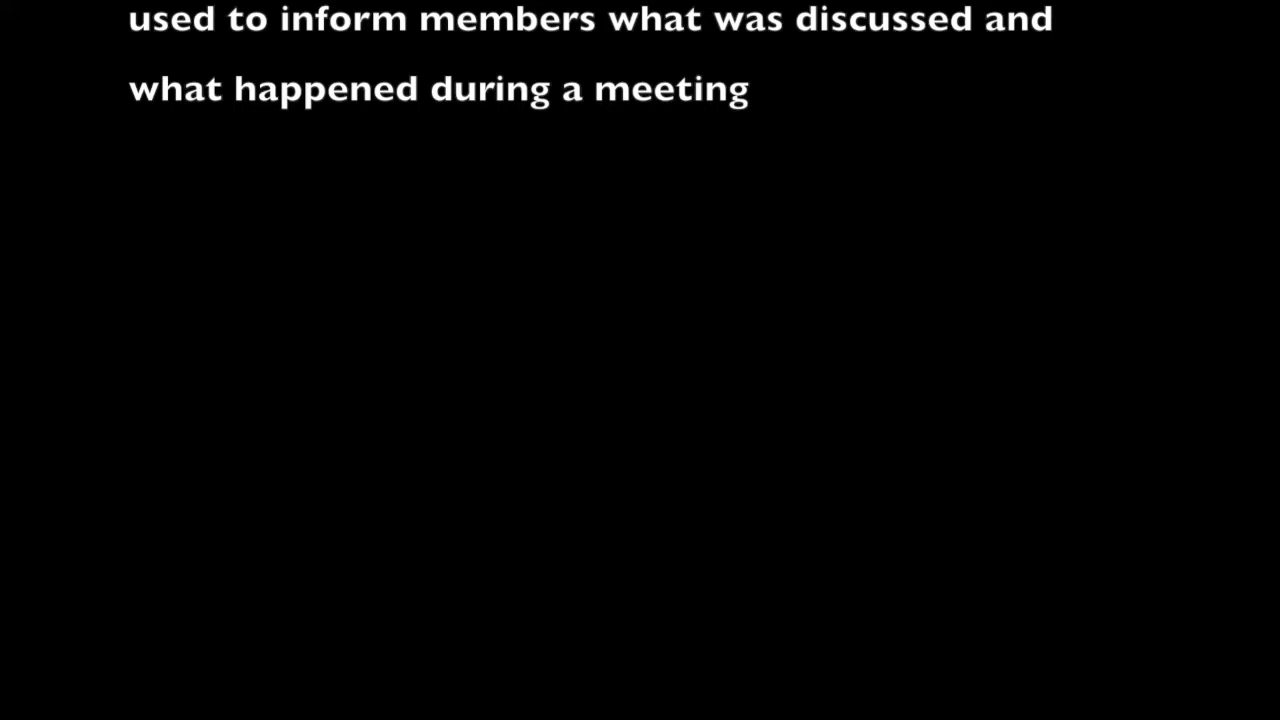 used to inform members what was discussed and
what happened during a meeting